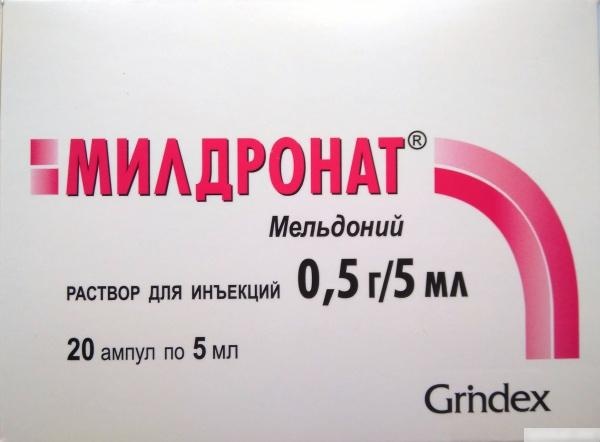 МИЛДРОНАТ®
Мельдоний
РАСТВОР ДЛЯ ИНЪЕКЦИЙ 0,5 г/5 мл
20 ампул по 5 мл
Grindex